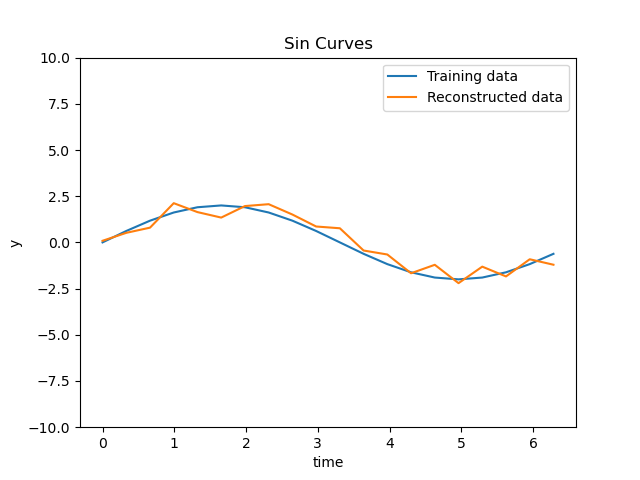 Sin Curves
Training data
Reconstructed data
10.0
7.5
5.0
2.5
0.0
−2.5
−5.0
−7.5
−10.0
y
0 1 2 3 4 5 6
time